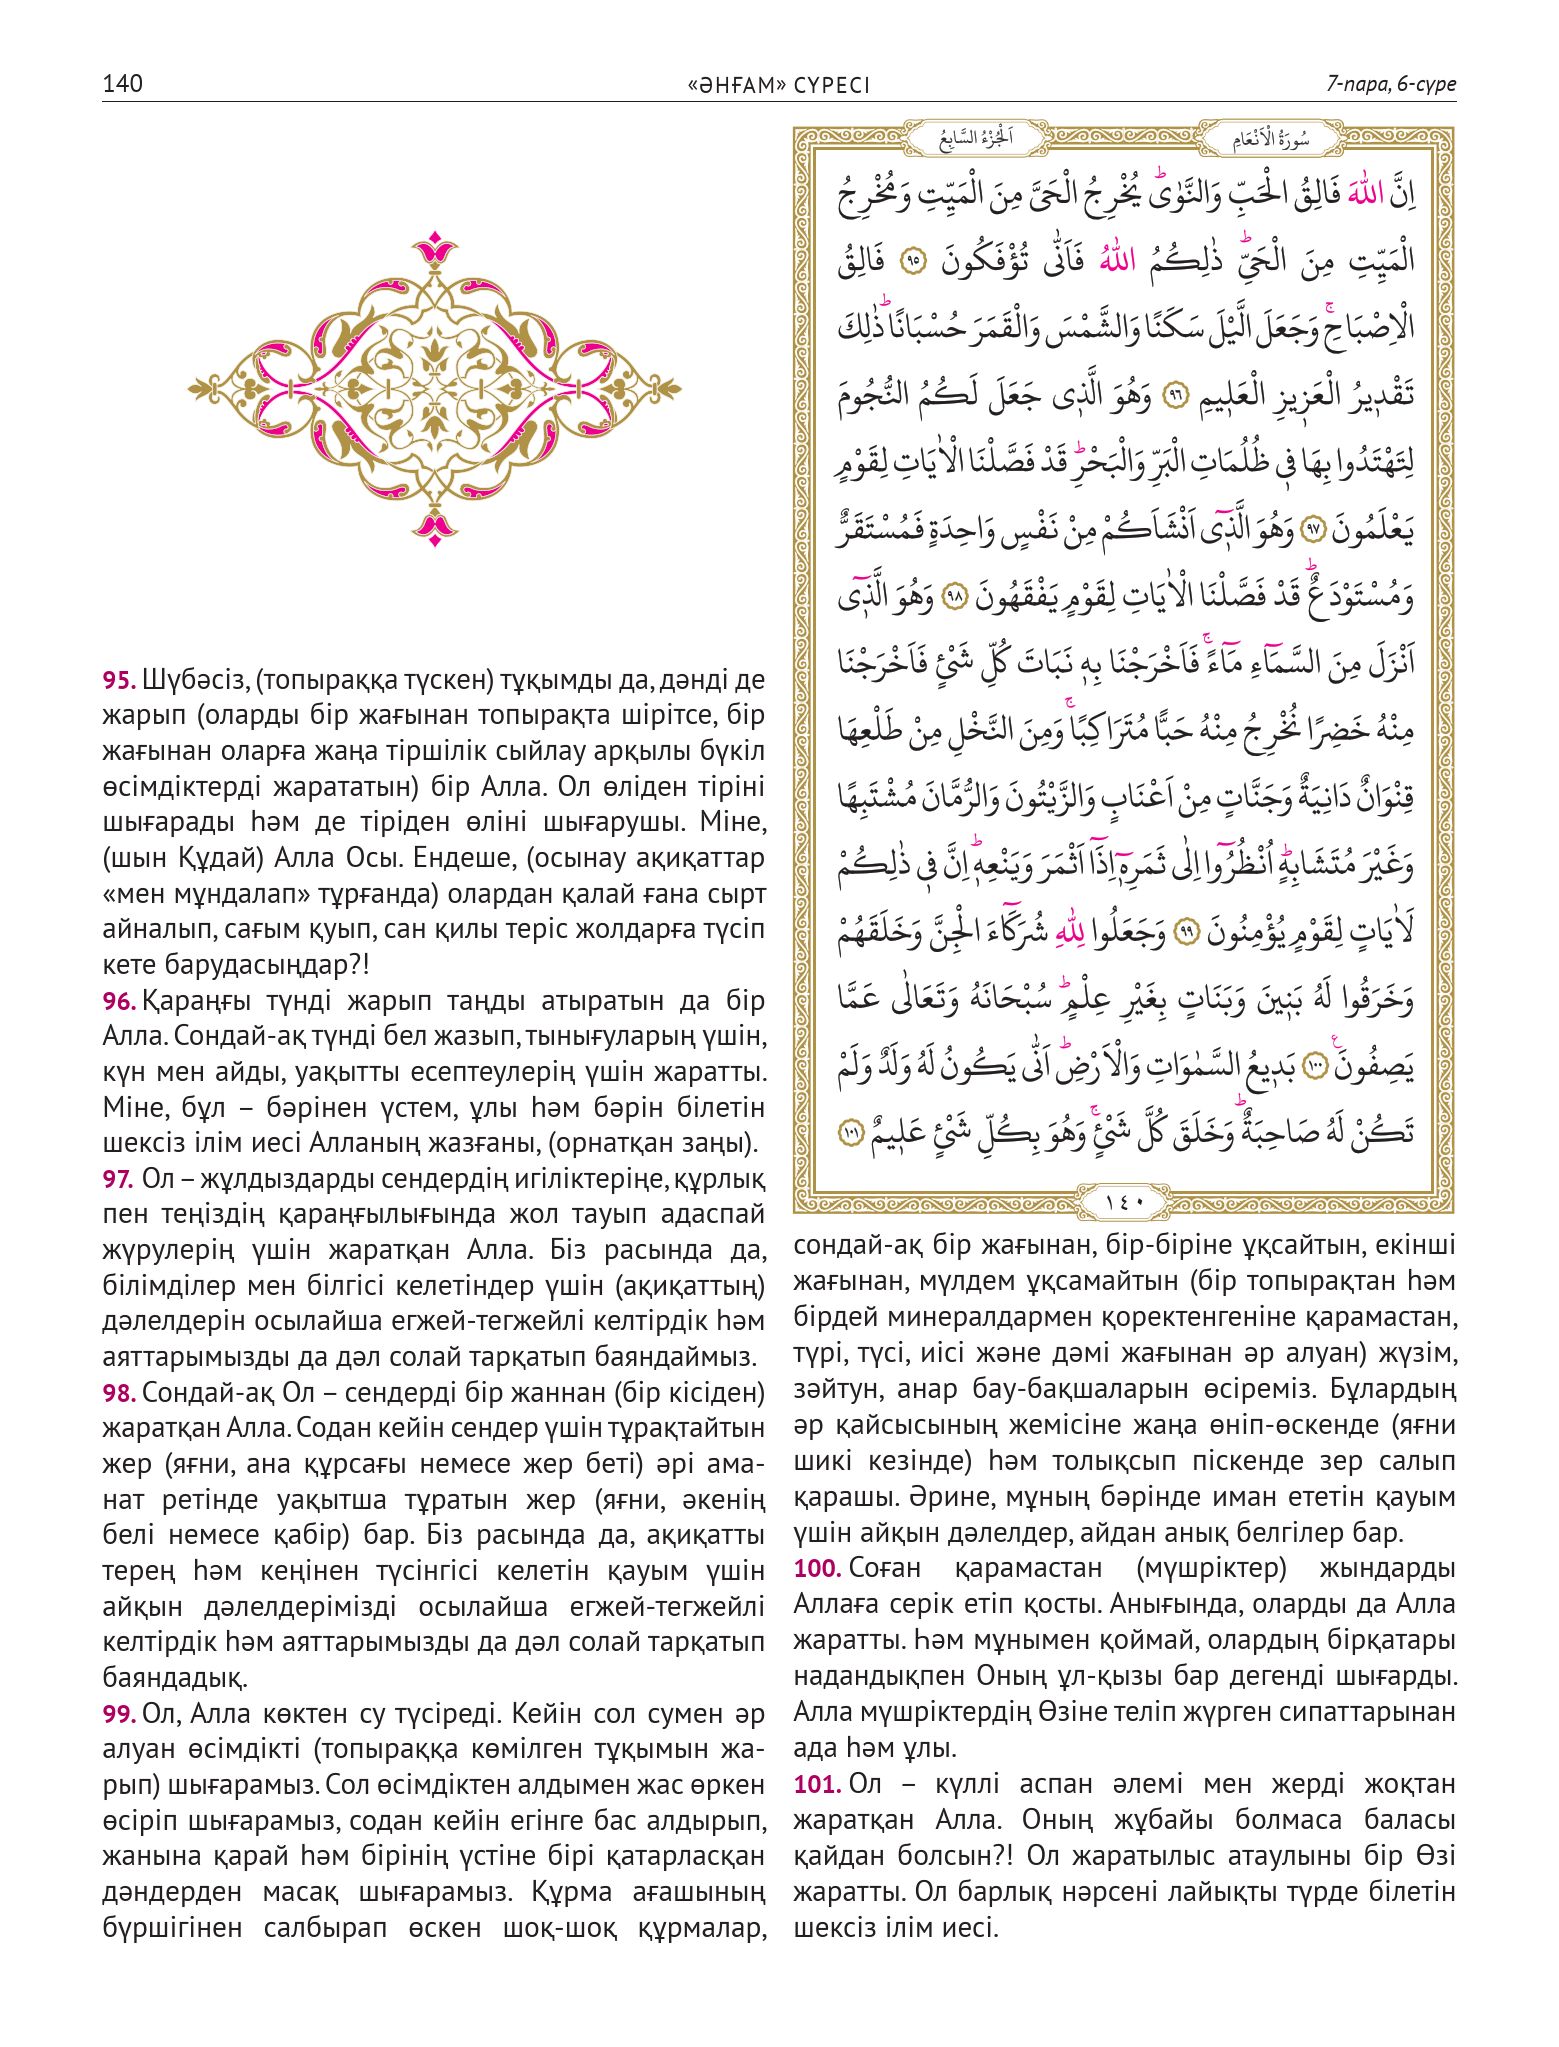 140
«ӘНҒАМ» СҮРЕСІ
7-пара, 6-сүре
سُورَةُ الْاَنْعَامِ
اَلْجُزْءُ السَّابِعُ
اِنَّ اللّٰهَ فَالِقُ الْحَبِّ وَالنَّوٰىۜ يُخْرِجُ الْحَيَّ مِنَ الْمَيِّتِ وَمُخْرِجُ
الْمَيِّتِ مِنَ الْحَيِّۜ ذٰلِكُمُ اللّٰهُ فَاَنّٰى تُؤْفَكُونَ ﴿٩٥﴾ فَالِقُ
الْاِصْبَاحِۚ وَجَعَلَ الَّيْلَ سَكَنًا وَالشَّمْسَ وَالْقَمَرَ حُسْبَانًاۜ ذٰلِكَ
تَقْدٖيرُ الْعَزٖيزِ الْعَلٖيمِ ﴿٩٦﴾ وَهُوَ الَّذٖى جَعَلَ لَكُمُ النُّجُومَ
لِتَهْتَدُوا بِهَا فٖى ظُلُمَاتِ الْبَرِّ وَالْبَحْرِۜ قَدْ فَصَّلْنَا الْاٰيَاتِ لِقَوْمٍ
يَعْلَمُونَ ﴿٩٧﴾ وَهُوَ الَّذٖٓى اَنْشَاَكُمْ مِنْ نَفْسٍ وَاحِدَةٍ فَمُسْتَقَرٌّ
وَمُسْتَوْدَعٌۜ قَدْ فَصَّلْنَا الْاٰيَاتِ لِقَوْمٍ يَفْقَهُونَ ﴿٩٨﴾ وَهُوَ الَّذٖٓى
اَنْزَلَ مِنَ السَّمَٓاءِ مَٓاءًۚ فَاَخْرَجْنَا بِهٖ نَبَاتَ كُلِّ شَيْئٍ فَاَخْرَجْنَا
مِنْهُ خَضِرًا نُخْرِجُ مِنْهُ حَبًّا مُتَرَاكِبًاۚ وَمِنَ النَّخْلِ مِنْ طَلْعِهَا
قِنْوَانٌ دَانِيَةٌ وَجَنَّاتٍ مِنْ اَعْنَابٍ وَالزَّيْتُونَ وَالرُّمَّانَ مُشْتَبِهًا
وَغَيْرَ مُتَشَابِهٍۜ اُنْظُرُٓوا اِلٰى ثَمَرِهٖٓ اِذَٓا اَثْمَرَ وَيَنْعِهٖۜ اِنَّ فٖى ذٰلِكُمْ
لَاٰيَاتٍ لِقَوْمٍ يُؤْمِنُونَ ﴿٩٩﴾ وَجَعَلُوا لِلّٰهِ شُرَكَٓاءَ الْجِنَّ وَخَلَقَهُمْ
وَخَرَقُوا لَهُ بَنٖينَ وَبَنَاتٍ بِغَيْرِ عِلْمٍۜ سُبْحَانَهُ وَتَعَالٰى عَمَّا
يَصِفُونَ ع ﴿١٠٠﴾ بَدٖيعُ السَّمٰوَاتِ وَالْاَرْضِۜ اَنّٰى يَكُونُ لَهُ وَلَدٌ وَلَمْ
تَكُنْ لَهُ صَاحِبَةٌۜ وَخَلَقَ كُلَّ شَيْئٍۚ وَهُوَ بِكُلِّ شَيْئٍ عَلٖيمٌ ﴿١٠١﴾
١٤٠
95. Шүбәсіз, (топыраққа түскен) тұқымды да, дәнді де
жарып (оларды бір жағынан топырақта шірітсе, бір
жағынан оларға жаңа тіршілік сыйлау арқылы бүкіл
өсімдіктерді жарататын) бір Алла. Ол өліден тіріні
шығарады һәм де тіріден өліні шығарушы. Міне,
(шын Құдай) Алла Осы. Ендеше, (осынау ақиқаттар
«мен мұндалап» тұрғанда) олардан қалай ғана сырт
айналып, сағым қуып, сан қилы теріс жолдарға түсіп
кете барудасыңдар?!
96. Қараңғы түнді жарып таңды атыратын да бір
Алла. Сондай-ақ түнді бел жазып, тынығуларың үшін,
күн мен айды, уақытты есептеулерің үшін жаратты.
Міне, бұл – бәрінен үстем, ұлы һәм бәрін білетін
шексіз ілім иесі Алланың жазғаны, (орнатқан заңы).
97. Ол – жұлдыздарды сендердің игіліктеріңе, құрлық
пен теңіздің қараңғылығында жол тауып адаспай
жүрулерің үшін жаратқан Алла. Біз расында да,
білімділер мен білгісі келетіндер үшін (ақиқаттың)
дәлелдерін осылайша егжей-тегжейлі келтірдік һәм
аяттарымызды да дәл солай тарқатып баяндаймыз.
98. Сондай-ақ Ол – сендерді бір жаннан (бір кісіден)
жаратқан Алла. Содан кейін сендер үшін тұрақтайтын
жер (яғни, ана құрсағы немесе жер беті) әрі ама-
нат ретінде уақытша тұратын жер (яғни, әкенің
белі немесе қабір) бар. Біз расында да, ақиқатты
терең һәм кеңінен түсінгісі келетін қауым үшін
айқын дәлелдерімізді осылайша егжей-тегжейлі
келтірдік һәм аяттарымызды да дәл солай тарқатып
баяндадық.
99. Ол, Алла көктен су түсіреді. Кейін сол сумен әр
алуан өсімдікті (топыраққа көмілген тұқымын жа-
рып) шығарамыз. Сол өсімдіктен алдымен жас өркен
өсіріп шығарамыз, содан кейін егінге бас алдырып,
жанына қарай һәм бірінің үстіне бірі қатарласқан
дәндерден масақ шығарамыз. Құрма ағашының
бүршігінен салбырап өскен шоқ-шоқ құрмалар,
сондай-ақ бір жағынан, бір-біріне ұқсайтын, екінші
жағынан, мүлдем ұқсамайтын (бір топырақтан һәм
бірдей минералдармен қоректенгеніне қарамастан,
түрі, түсі, иісі және дәмі жағынан әр алуан) жүзім,
зәйтун, анар бау-бақшаларын өсіреміз. Бұлардың
әр қайсысының жемісіне жаңа өніп-өскенде (яғни
шикі кезінде) һәм толықсып піскенде зер салып
қарашы. Әрине, мұның бәрінде иман ететін қауым
үшін айқын дәлелдер, айдан анық белгілер бар.
100. Соған қарамастан (мүшріктер) жындарды
Аллаға серік етіп қосты. Анығында, оларды да Алла
жаратты. Һәм мұнымен қоймай, олардың бірқатары
надандықпен Оның ұл-қызы бар дегенді шығарды.
Алла мүшріктердің Өзіне теліп жүрген сипаттарынан
ада һәм ұлы.
101. Ол – күллі аспан әлемі мен жерді жоқтан
жаратқан Алла. Оның жұбайы болмаса баласы
қайдан болсын?! Ол жаратылыс атаулыны бір Өзі
жаратты. Ол барлық нәрсені лайықты түрде білетін
шексіз ілім иесі.